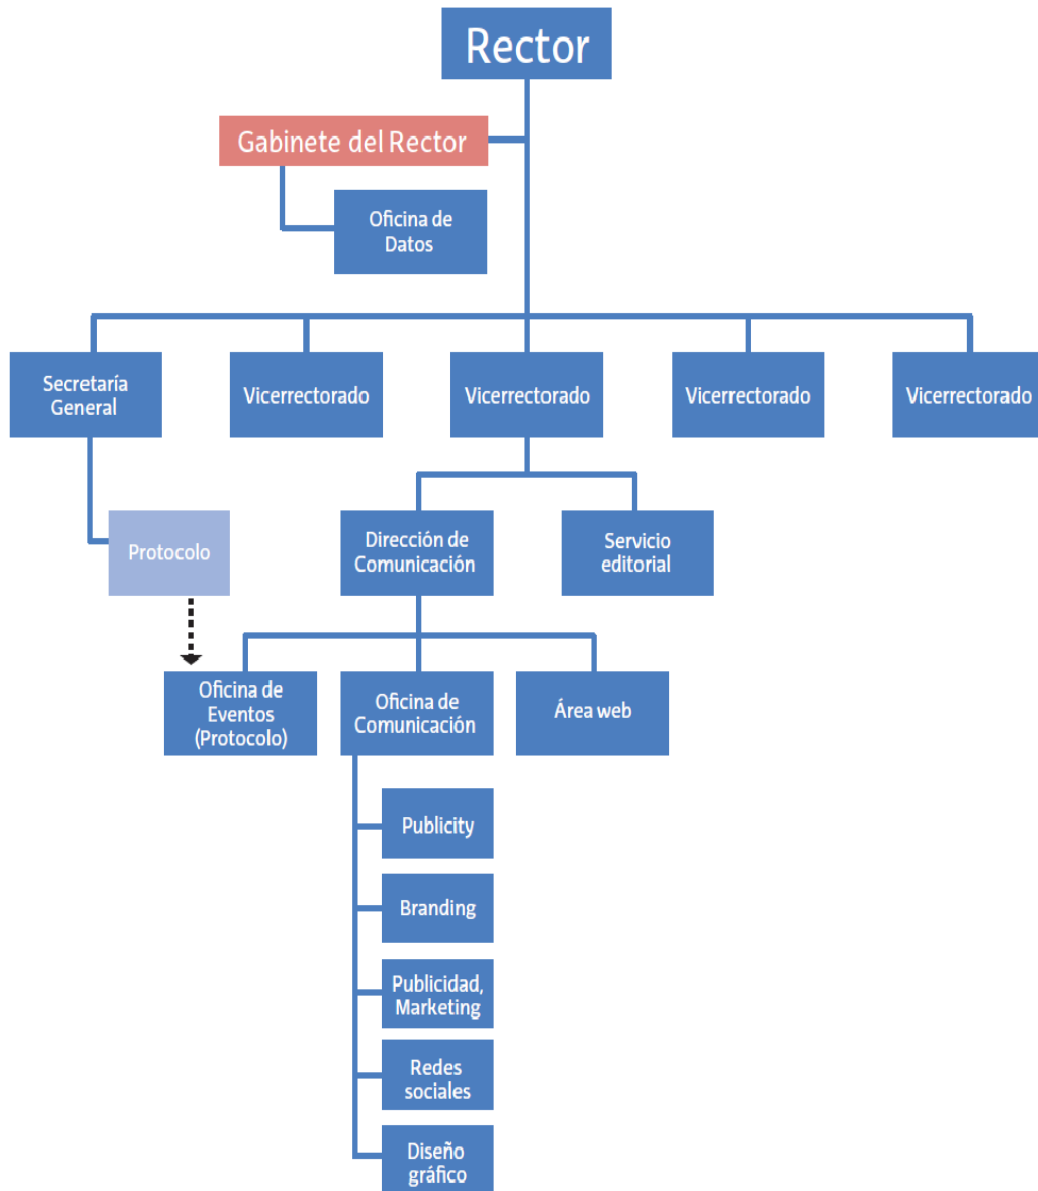 Rector
Gabinete del Rector
Oficina de
Datos
Secretaría
General
Vicerrectorado
Vicerrectorado
Vicerrectorado
Vicerrectorado
Protocolo
Dirección de
Comunicación
Servicio
editorial
Oficina de
Eventos
(Protocolo)
Oficina de
Comunicación
Área web
Publicity
Branding
Publicidad,
Marketing
Redes
sociales
Diseño
gráfico